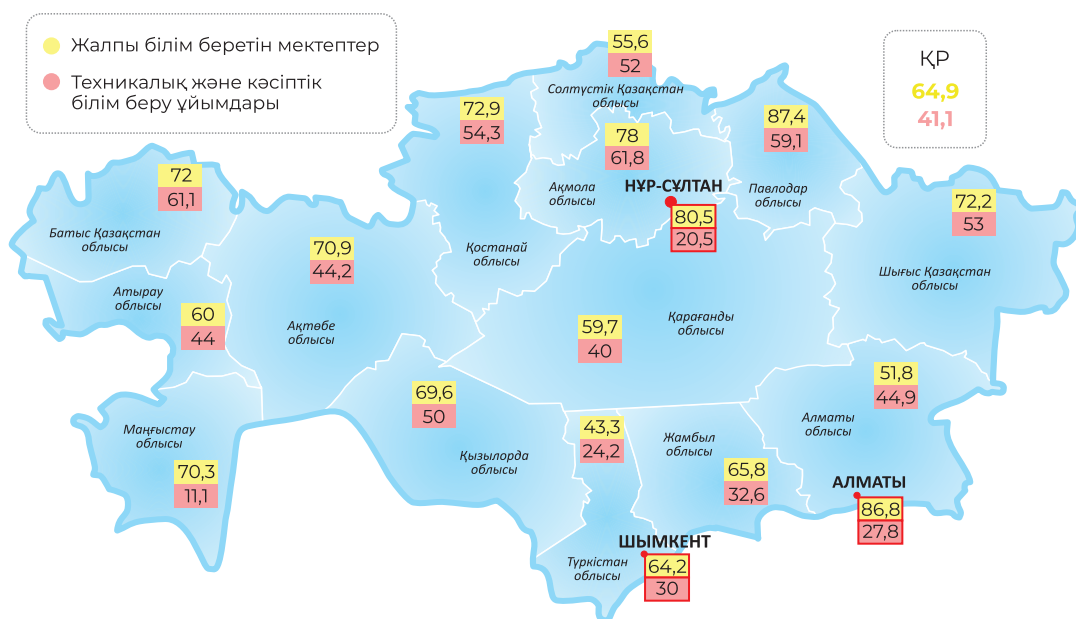 Жалпы білім беретін мектептер
Техникалық және кәсіптік
білім беру ұйымдары
ҚР
64,9
41,1
55,6
52
Солтүстік Қазақстан
облысы
72,9
54,3
78
61,8
87,4
59,1
Ақмола
облысы
НҰР-СҰЛТАН
80,5
20,5
Павлодар
облысы
72
61,1
Батыс Қазақстан
облысы
72,2
53
Шығыс Қазақстан
облысы
70,9
44,2
Қостанай
облысы
Атырау
облысы
60
44
Ақтөбе
облысы
59,7
40
Қарағанды
облысы
51,8
44,9
Алматы
облысы
69,6
50
Қызылорда
облысы
43,3
24,2
Жамбыл
облысы
65,8
32,6
Маңғыстау
облысы
70,3
11,1
АЛМАТЫ
86,8
27,8
ШЫМКЕНТ
64,2
30
Түркістан
облысы